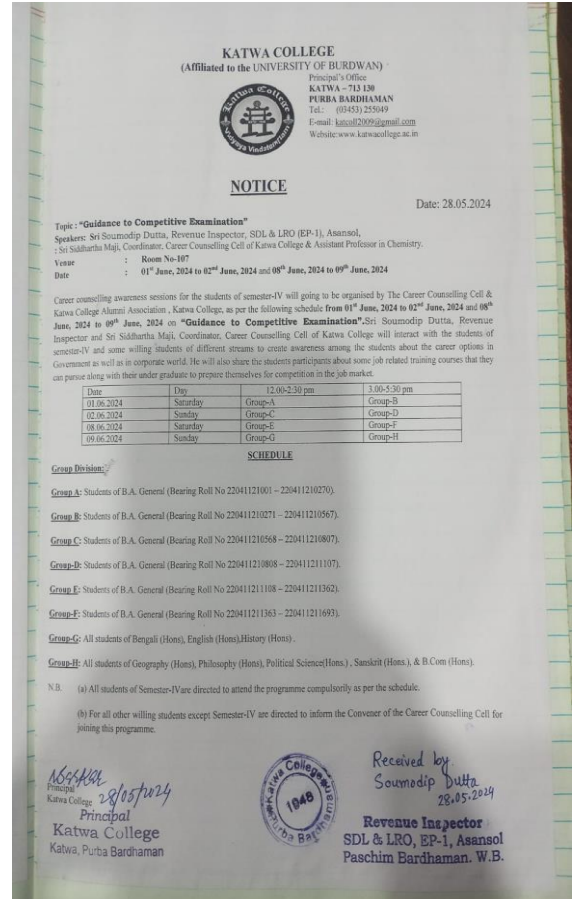 KATWA COLLEGE
(Affiliated to the UNIVERSITY OF BURDWAN)
Principal's Office
KATWA – 713 130
PURBA BARDHAMAN
Tel.: (03453) 255049
E-mail: katcoll2009@gmail.com
Website:www.katwacollege.ac.in
Katwa College
NOTICE
Date: 28.05.2024
Topic : "Guidance to Competitive Examination"
Speakers: Sri Soumodip Dutta, Revenue Inspector, SDL & LRO (EP-1), Asansol,
: Sri Siddhartha Maji, Coordinator, Career Counselling Cell of Katwa College & Assistant Professor in Chemistry.
Venue : Room No-107
Date : 01st June, 2024 to 02nd June, 2024 and 08th June, 2024 to 09th June, 2024
Career counselling awareness sessions for the students of semester-IV will going to be organised by The Career Counselling Cell &
Katwa College Alumni Association , Katwa College, as per the following schedule from 01st June, 2024 to 02nd June, 2024 and 08th
June, 2024 to 09th June, 2024 on "Guidance to Competitive Examination".Sri Soumodip Dutta, Revenue
Inspector and Sri Siddhartha Maji, Coordinator, Career Counselling Cell of Katwa College will interact with the students of
semester-IV and some willing students of different streams to create awareness among the students about the career options in
Government as well as in corporate world. He will also share the students participants about some job related training courses that they
can pursue along with their under graduate to prepare themselves for competition in the job market.
Date Day 12.00-2:30 pm 3.00-5:30 pm
01.06.2024 Saturday Group-A Group-B
02.06.2024 Sunday Group-C Group-D
08.06.2024 Saturday Group-E Group-F
09.06.2024 Sunday Group-G Group-H
SCHEDULE
Group Division:
Group A: Students of B.A. General (Bearing Roll No 22041121001 – 220411210270).
Group B: Students of B.A. General (Bearing Roll No 220411210271 – 220411210567).
Group C: Students of B.A. General (Bearing Roll No 220411210568 – 220411210807).
Group-D: Students of B.A. General (Bearing Roll No 220411210808 – 220411211107).
Group E: Students of B.A. General (Bearing Roll No 220411211108 – 220411211362).
Group-F: Students of B.A. General (Bearing Roll No 220411211363 – 220411211693).
Group-G: All students of Bengali (Hons), English (Hons),History (Hons) .
Group-H: All students of Geography (Hons), Philosophy (Hons), Political Science(Hons.) , Sanskrit (Hons.), & B.Com (Hons).
N.B. (a) All students of Semester-IVare directed to attend the programme compulsorily as per the schedule.
(b) For all other willing students except Semester-IV are directed to inform the Convener of the Career Counselling Cell for
joining this programme.
Principal
Katwa College 28/05/2024
Principal
Katwa College
Katwa, Purba Bardhaman
Katwa College
1948
Purba Bardhaman
Received by
Soumodip Dutta
28.05.2024
Revenue Inspector
SDL & LRO, EP-1, Asansol
Paschim Bardhaman. W.B.